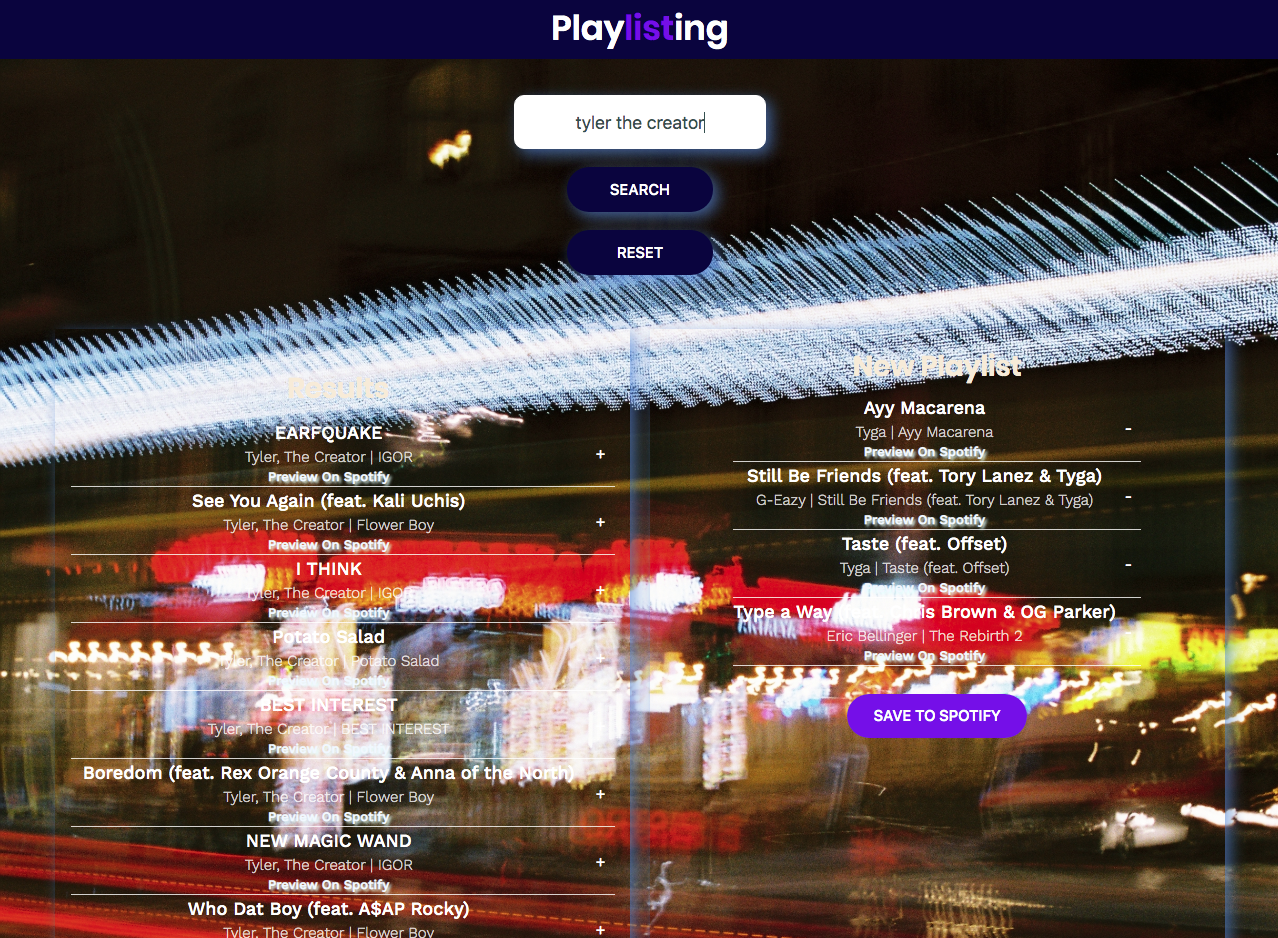 Playlisting
tyler the creator
SEARCH
RESET
Results
EARFQUAKE
Tyler, The Creator | IGOR
+
Preview On Spotify
See You Again (feat. Kali Uchis)
Tyler, The Creator | Flower Boy
+
Preview On Spotify
I THINK
Tyler, The Creator | IGOR
+
Preview On Spotify
Potato Salad
Tyler, The Creator | Potato Salad
+
Preview On Spotify
BEST INTEREST
Tyler, The Creator | BEST INTEREST
Preview On Spotify
Boredom (feat. Rex Orange County & Anna of the North)
Tyler, The Creator | Flower Boy
+
Preview On Spotify
NEW MAGIC WAND
Tyler, The Creator | IGOR
+
Preview On Spotify
Who Dat Boy (feat. A$AP Rocky)
Tyler, The Creator | Flower Boy
+
New Playlist
Ayy Macarena
-
Tyga | Ayy Macarena
Preview On Spotify
Still Be Friends (feat. Tory Lanez & Tyga)
-
G-Eazy | Still Be Friends (feat. Tory Lanez & Tyga)
Preview On Spotify
Taste (feat. Offset)
-
Tyga | Taste (feat. Offset)
Preview On Spotify
Type a Way (feat. Chris Brown & OG Parker)
Eric Bellinger | The Rebirth 2
Preview On Spotify
SAVE TO SPOTIFY